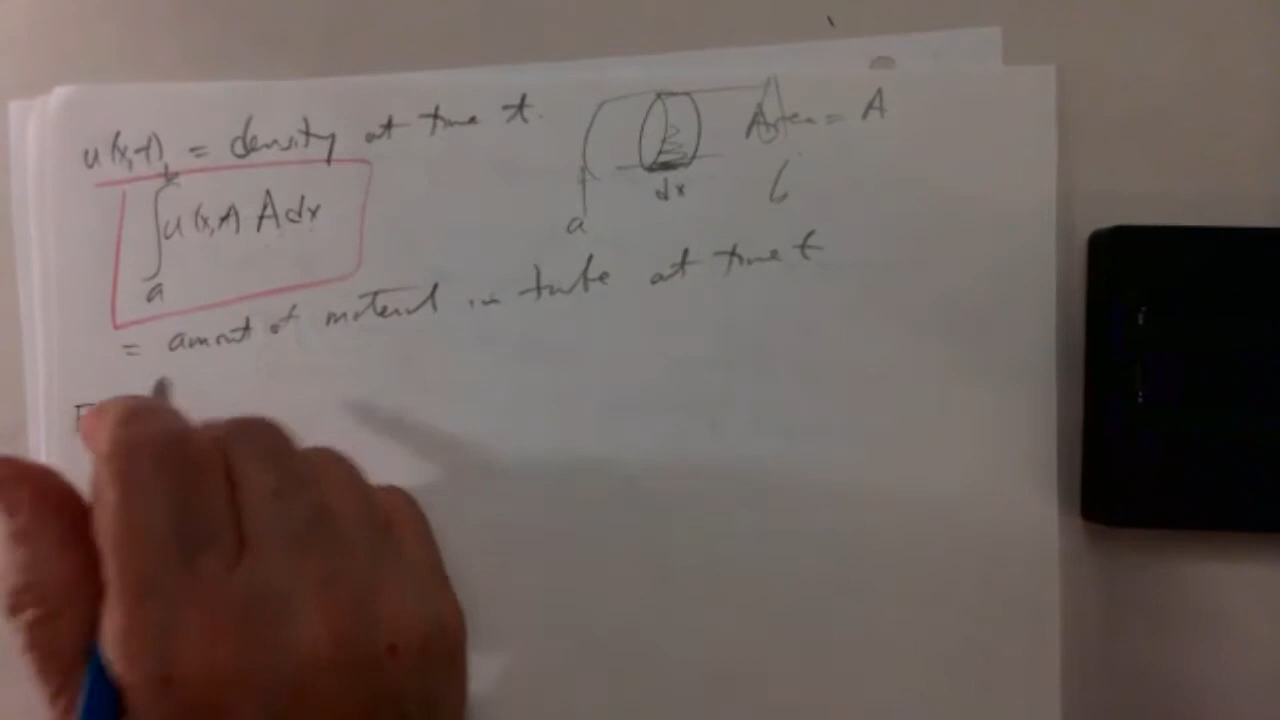 u(x,t) = density at time t.
Area = A
b
∫ u(x,t) A dx
a
dx
a
b
= amount of material in tube at time t